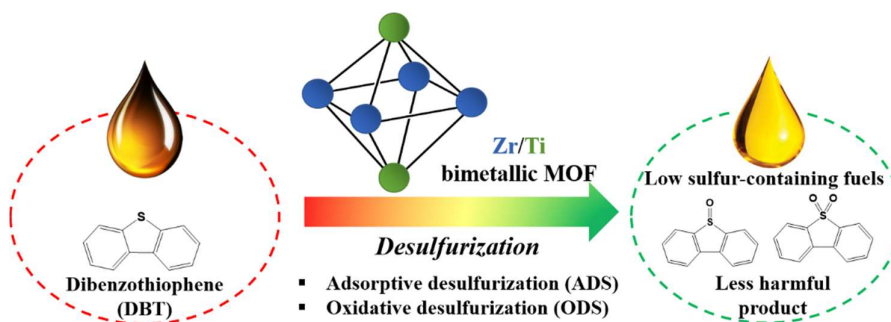 Zr/Ti
bimetallic MOF
Low sulfur-containing fuels
S
O
S
O O
S
Desulfurization
Dibenzothiophene
(DBT)
▪ Adsorptive desulfurization (ADS)
▪ Oxidative desulfurization (ODS)
Less harmful
product